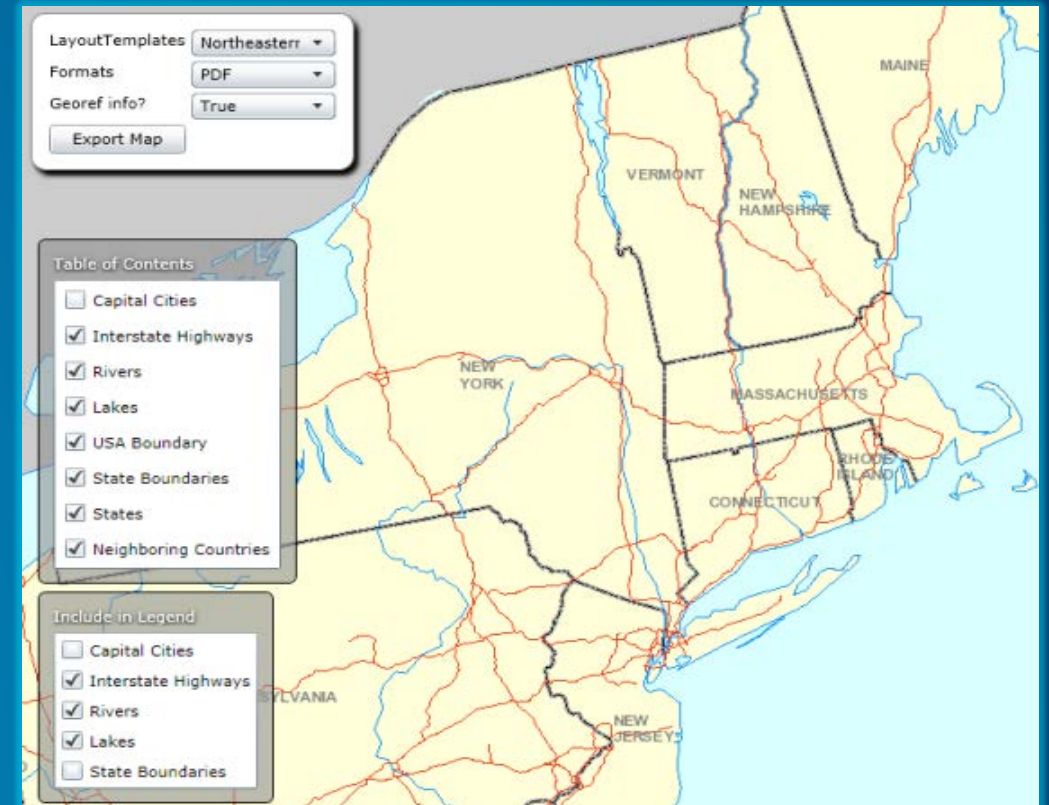 LayoutTemplates Northeasterr
Formats PDF
Georef info? True
Export Map
MAINE
VERMONT
NEW
HAMPSHIRE
Table of Contents
Capital Cities
Interstate Highways
Rivers
Lakes
USA Boundary
State Boundaries
States
Neighboring Countries
NEW
YORK
MASSACHUSETTS
RHODE
ISLAND
CONNECTICUT
Include in Legend
Capital Cities
Interstate Highways
Rivers
Lakes
State Boundaries
SYLVANIA
NEW
JERSEY